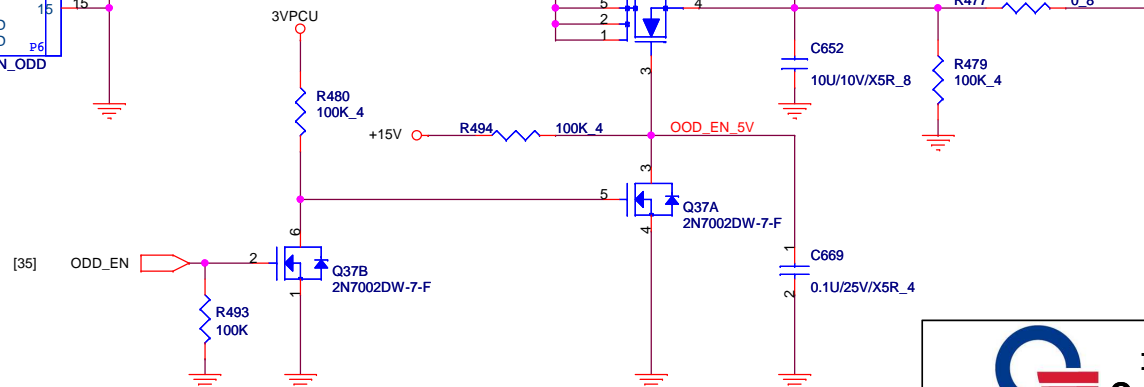 15
15
P6
N_ODD
3VPCU
R480
100K_4
5
2
1
4
3
C652
10U/10V/X5R_8
R479
100K_4
+15V
R494
100K_4
OOD_EN_5V
3
5
Q37A
2N7002DW-7-F
4
6
[35]
ODD_EN
2
Q37B
2N7002DW-7-F
1
R493
100K
1
C669
0.1U/25V/X5R_4
2